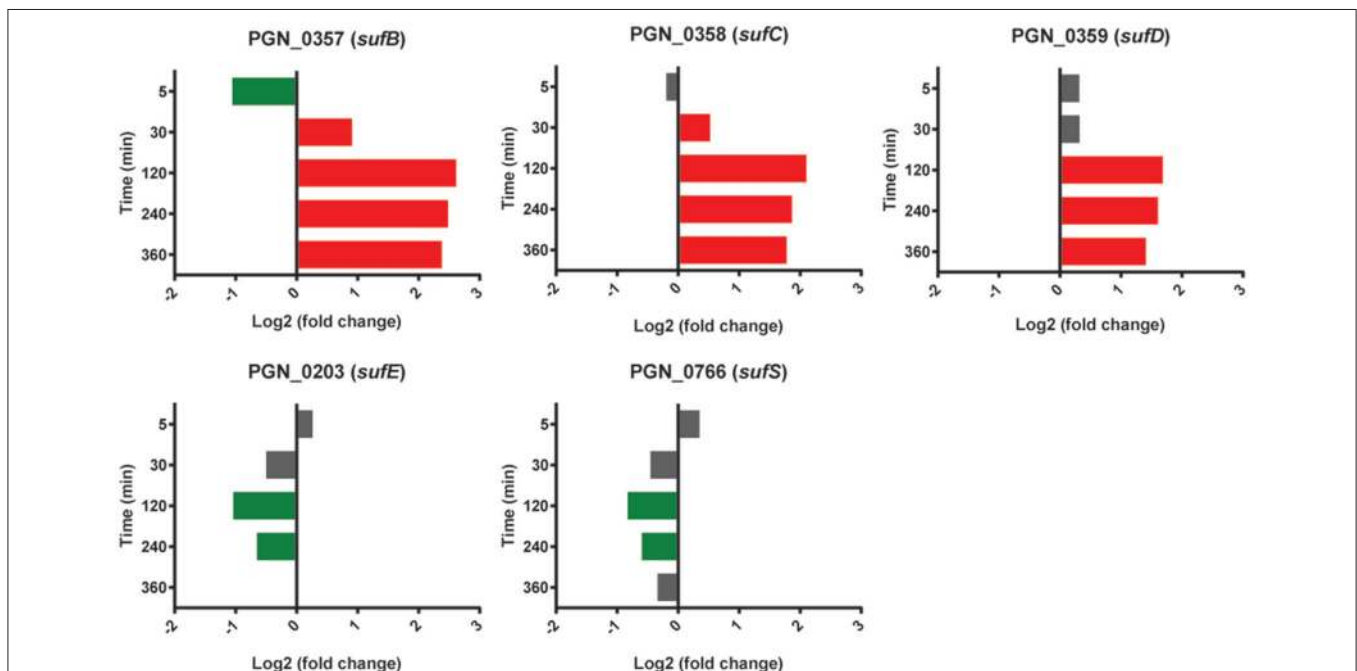 PGN_0357 (sufB)
5
30
120
240
360
Time (min)
-2 -1 0 1 2 3
Log2 (fold change)
PGN_0358 (sufC)
5
30
120
240
360
Time (min)
-2 -1 0 1 2 3
Log2 (fold change)
PGN_0359 (sufD)
5
30
120
240
360
Time (min)
-2 -1 0 1 2 3
Log2 (fold change)
PGN_0203 (sufE)
5
30
120
240
360
Time (min)
-2 -1 0 1 2 3
Log2 (fold change)
PGN_0766 (sufS)
5
30
120
240
360
Time (min)
-2 -1 0 1 2 3
Log2 (fold change)